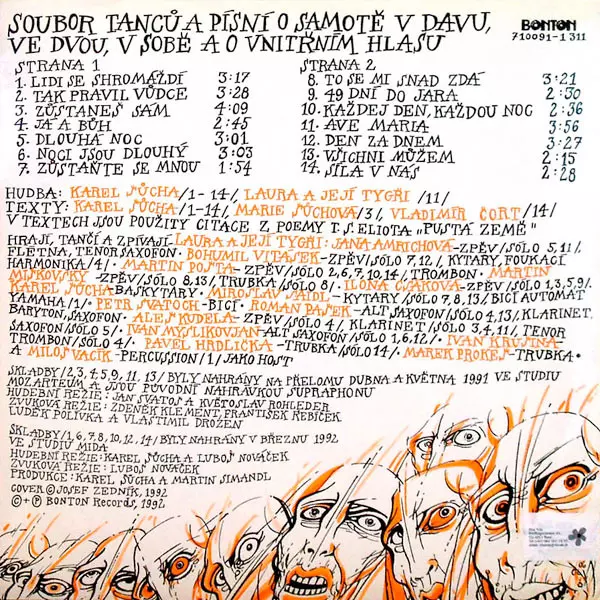 SOUBOR TANCŮ A PÍSNÍ O SAMOTĚ V DAVU,
VE DVOU, V SOBĚ A O VNITŘNÍM HLASU
BONTON
710091-1 311
STRANA 1
1. LIDI SE SHROMÁŽDÍ 3:17
2. TAK PRAVIL VŮDCE 3:28
3. ZŮSTANEŠ SÁM 4:09
4. JÁ A BŮH 2:45
5. DLOUHÁ NOC 3:01
6. NOCI JSOU DLOUHÝ 3:03
7. ZŮSTAŇTE SE MNOU 1:54
STRANA 2
8. TO SE MI SNAD ZDÁ 3:21
9. 49 DNÍ DO JARA 2:30
10. KAŽDEJ DEN, KAŽDOU NOC 2:36
11. AVE MARIA 3:56
12. DEN ZA DNEM 3:27
13. VŠICHNI MŮŽEM 2:15
14. SÍLA V NÁS 2:28
HUDBA: KAREL ŠŮCHA /1-14/, LAURA A JEJÍ TYGŘI /11/
TEXTY: KAREL ŠŮCHA /1-14/, MARIE ŠŮCHOVÁ /3/, VLADIMÍR ČORT /14/
V TEXTECH JSOU POUŽITY CITACE Z POEMY T. S. ELIOTA „PUSTÁ ZEMĚ"
HRAJÍ, TANČÍ A ZPÍVAJÍ LAURA A JEJÍ TYGŘI: JANA AMRICHOVÁ - ZPĚV /SÓLO 5, 11/,
FLÉTNA, TENOR SAXOFON · BOHUMIL VITÁSEK - ZPĚV /SÓLO 7, 12/, KYTARY, FOUKACÍ
HARMONIKA /4/ · MARTIN POŠTA - ZPĚV /SÓLO 2, 6, 7, 10, 14/, TROMBON · MARTIN
MIŠKOVSKÝ - ZPĚV /SÓLO 8, 13/, TRUBKA /SÓLO 8/ · ILONA CSÁKOVÁ - ZPĚV /SÓLO 1, 3, 5, 9/
KAREL ŠŮCHA - BASKYTARY · MIROSLAV ŠAIDL - KYTARY /SÓLO 7, 8, 13/ BICÍ AUTOMAT
YAMAHA /1/ · PETR SVATOCH - BICÍ · ROMAN BAŠEK - ALT SAXOFON /SÓLO 4, 13/, KLARINET,
BARYTON SAXOFON · ALEŠ KUDELA - ZPĚV /SÓLO 4/, KLARINET /SÓLO 3, 4, 11/, TENOR
SAXOFON /SÓLO 5/ · IVAN MYSLIKOVJAN - ALT SAXOFON /SÓLO 1, 6, 12/ · IVAN KRUŠINA -
TROMBON /SÓLO 4/ · PAVEL HRDLIČKA - TRUBKA /SÓLO 14/ · MAREK PROKEŠ - TRUBKA ·
A MILOŠ VACÍK - PERCUSSION /1/ JAKO HOST
SKLADBY /2, 3, 4, 5, 9, 11, 13/ BYLY NAHRÁNY NA PŘELOMU DUBNA A KVĚTNA 1991 VE STUDIU
MOZARTEUM A JSOU PŮVODNÍ NAHRÁVKOU SUPRAPHONU
HUDEBNÍ REŽIE: JAN SVATOŠ A KVĚTOSLAV ROHLEDER
ZVUKOVÁ REŽIE: ZDENĚK KLEMENT, FRANTIŠEK ŘEBÍČEK
LUDĚK POLÍVKA A VLASTIMIL DROZEN
SKLADBY /1, 6, 7, 8, 10, 12, 14/ BYLY NAHRÁNY V BŘEZNU 1992
VE STUDIU MIDA
HUDEBNÍ REŽIE: KAREL ŠŮCHA A LUBOŠ NOVÁČEK
ZVUKOVÁ REŽIE: LUBOŠ NOVÁČEK
PRODUKCE: KAREL ŠŮCHA A MARTIN SIMANDL
COVER © JOSEF ZEDNÍK, 1992
© + ℗ BONTON RECORDS, 1992